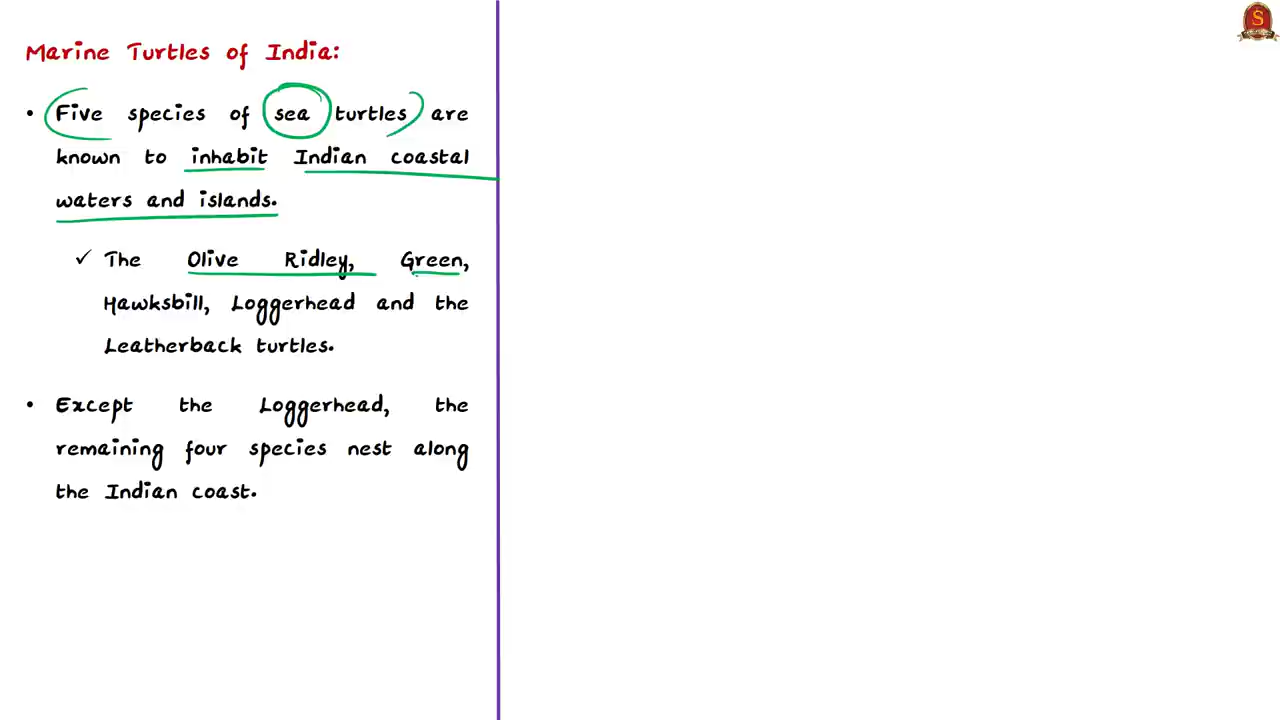 Marine Turtles of India:
• Five species of sea turtles are
known to inhabit Indian coastal
waters and islands.
✓ The Olive Ridley, Green,
Hawksbill, Loggerhead and the
Leatherback turtles.
• Except the Loggerhead, the
remaining four species nest along
the Indian coast.
S